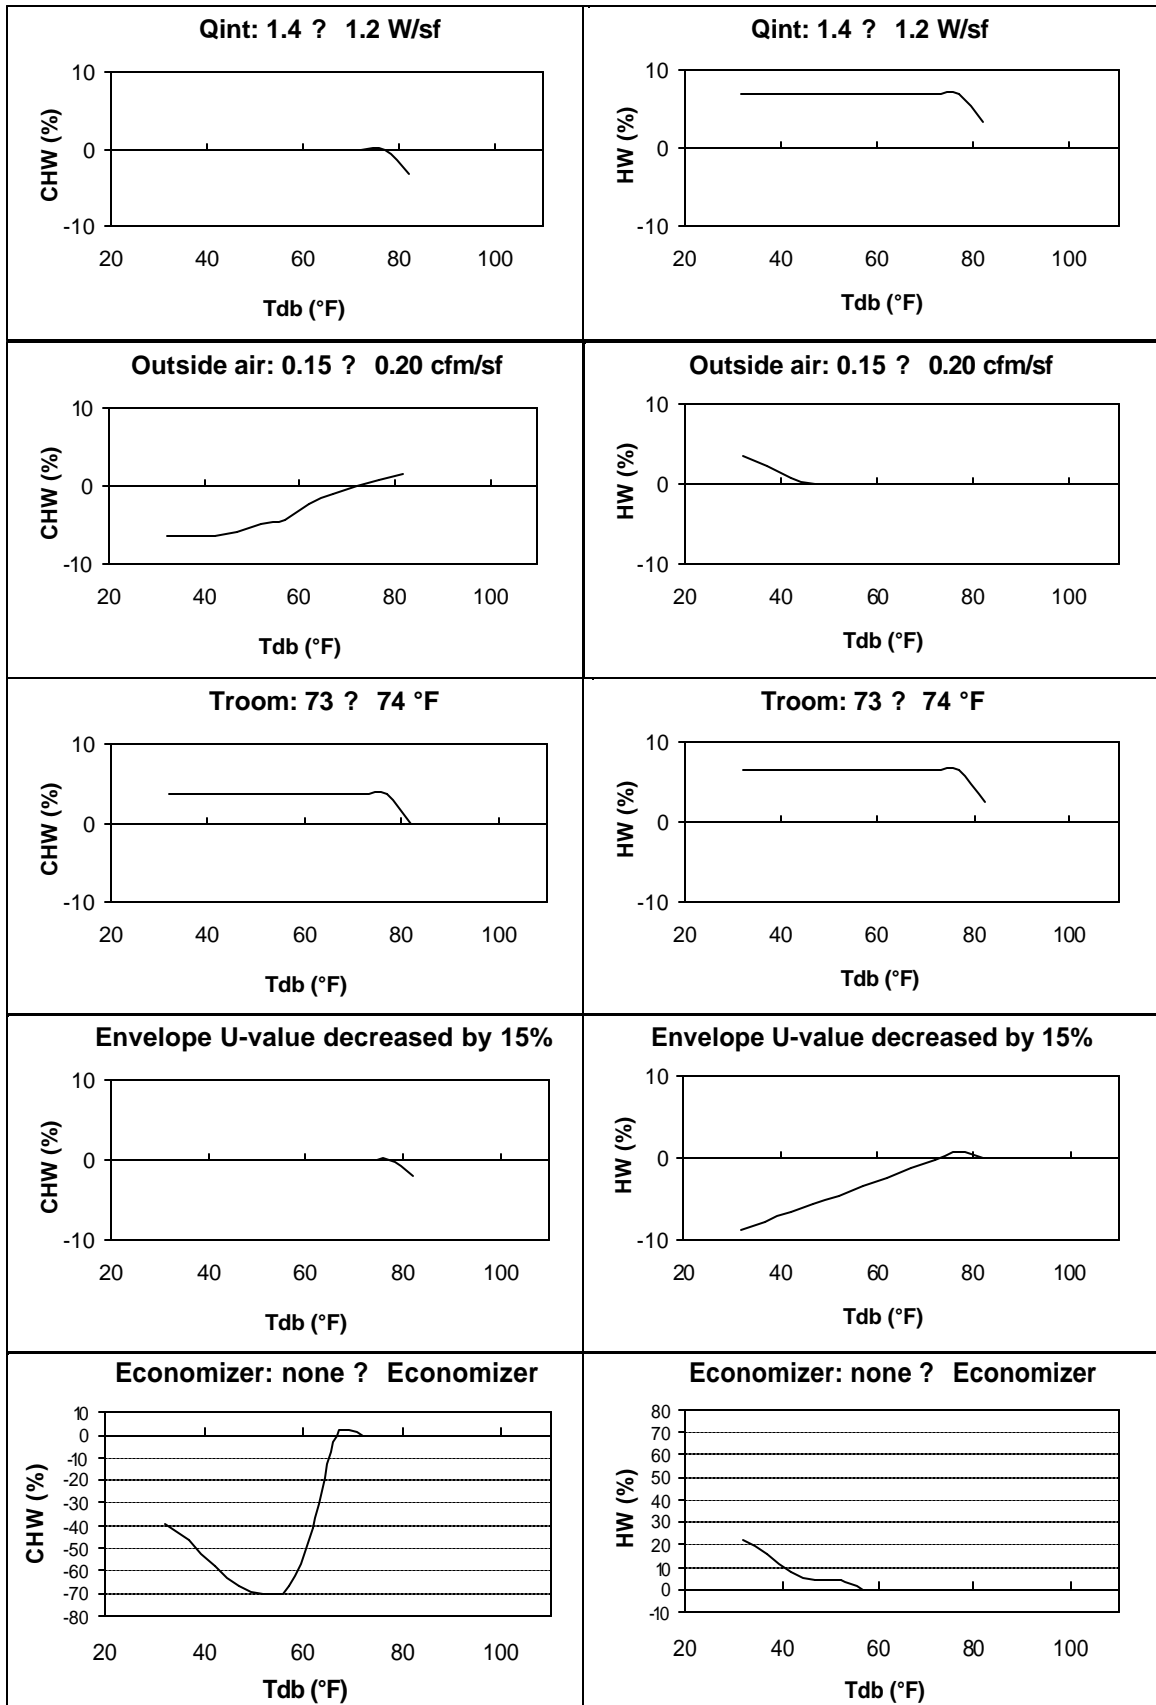 Qint: 1.4 ? 1.2 W/sf
CHW (%)
10
0
-10
20 40 60 80 100
Tdb (°F)
Qint: 1.4 ? 1.2 W/sf
HW (%)
10
0
-10
20 40 60 80 100
Tdb (°F)
Outside air: 0.15 ? 0.20 cfm/sf
CHW (%)
10
0
-10
20 40 60 80 100
Tdb (°F)
Outside air: 0.15 ? 0.20 cfm/sf
HW (%)
10
0
-10
20 40 60 80 100
Tdb (°F)
Troom: 73 ? 74 °F
CHW (%)
10
0
-10
20 40 60 80 100
Tdb (°F)
Troom: 73 ? 74 °F
HW (%)
10
0
-10
20 40 60 80 100
Tdb (°F)
Envelope U-value decreased by 15%
CHW (%)
10
0
-10
20 40 60 80 100
Tdb (°F)
Envelope U-value decreased by 15%
HW (%)
10
0
-10
20 40 60 80 100
Tdb (°F)
Economizer: none ? Economizer
CHW (%)
10
0
-10
-20
-30
-40
-50
-60
-70
-80
20 40 60 80 100
Tdb (°F)
Economizer: none ? Economizer
HW (%)
80
70
60
50
40
30
20
10
0
-10
20 40 60 80 100
Tdb (°F)